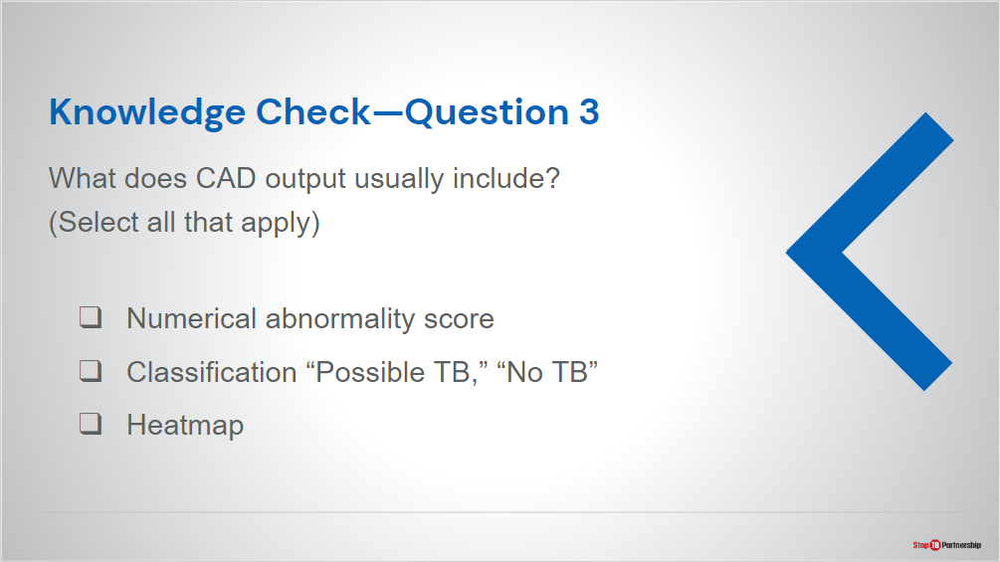 Knowledge Check—Question 3
What does CAD output usually include?
(Select all that apply)
❏ Numerical abnormality score
❏ Classification “Possible TB,” “No TB”
❏ Heatmap
Stop TB Partnership